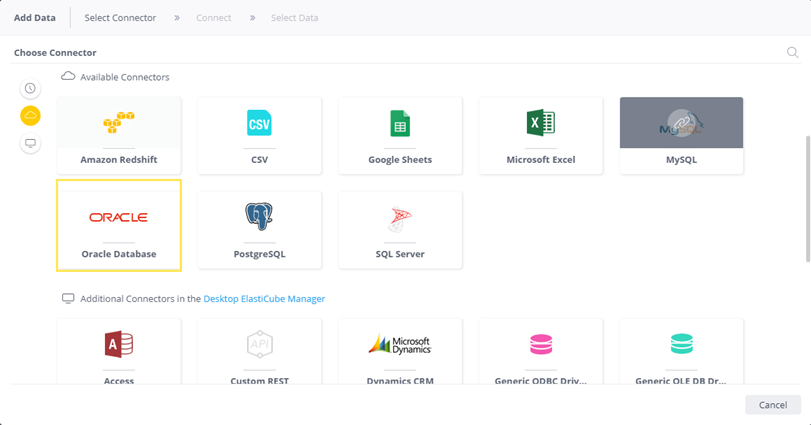 Add Data Select Connector » Connect » Select Data
Choose Connector
Available Connectors
CSV
MySQL
Amazon Redshift CSV Google Sheets Microsoft Excel MySQL
ORACLE
Oracle Database PostgreSQL SQL Server
Additional Connectors in the Desktop ElastiCube Manager
A API Microsoft Dynamics
Access Custom REST Dynamics CRM Generic ODBC Driv... Generic OLE DB Dr...
Cancel